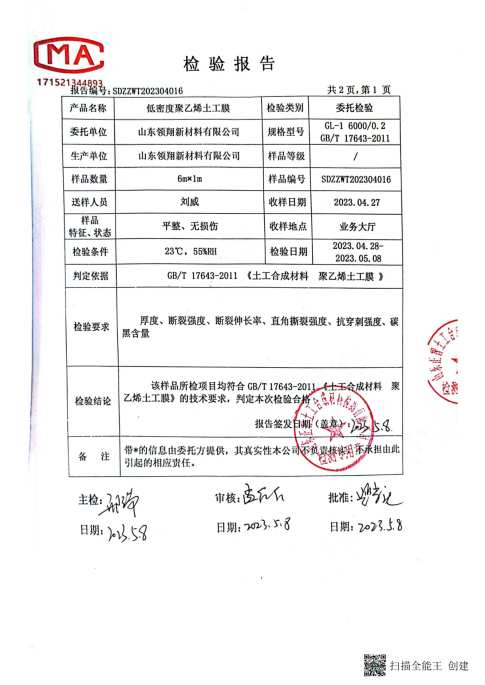 MA
171521344893
检验报告
报告编号:SDZZWT202304016 共2页,第1页
产品名称 低密度聚乙烯土工膜 检验类别 委托检验
委托单位 山东领翔新材料有限公司 规格型号 GL-1 6000/0.2
GB/T 17643-2011
生产单位 山东领翔新材料有限公司 样品等级 /
样品数量 6m*1m 样品编号 SDZZWT202304016
送样人员 刘威 收样日期 2023.04.27
样品
特征、状态 平整、无损伤 收样地点 业务大厅
检验条件 23℃,55%RH 检验日期 2023.04.28-
2023.05.08
判定依据 GB/T 17643-2011 《土工合成材料 聚乙烯土工膜 》
检验要求 厚度、断裂强度、断裂伸长率、直角撕裂强度、抗穿刺强度、碳
黑含量
检验结论 该样品所检项目均符合 GB/T 17643-2011 《土工合成材料 聚
乙烯土工膜》的技术要求,判定本次检验合格。
报告签发日期(盖章):2023.5.8
备 注 带*的信息由委托方提供,其真实性本公司不负责核实,不承担由此
引起的相应责任。
主检: 审核: 批准:
日期:2023.5.8 日期:2023.5.8 日期:2023.5.8
扫描全能王 创建